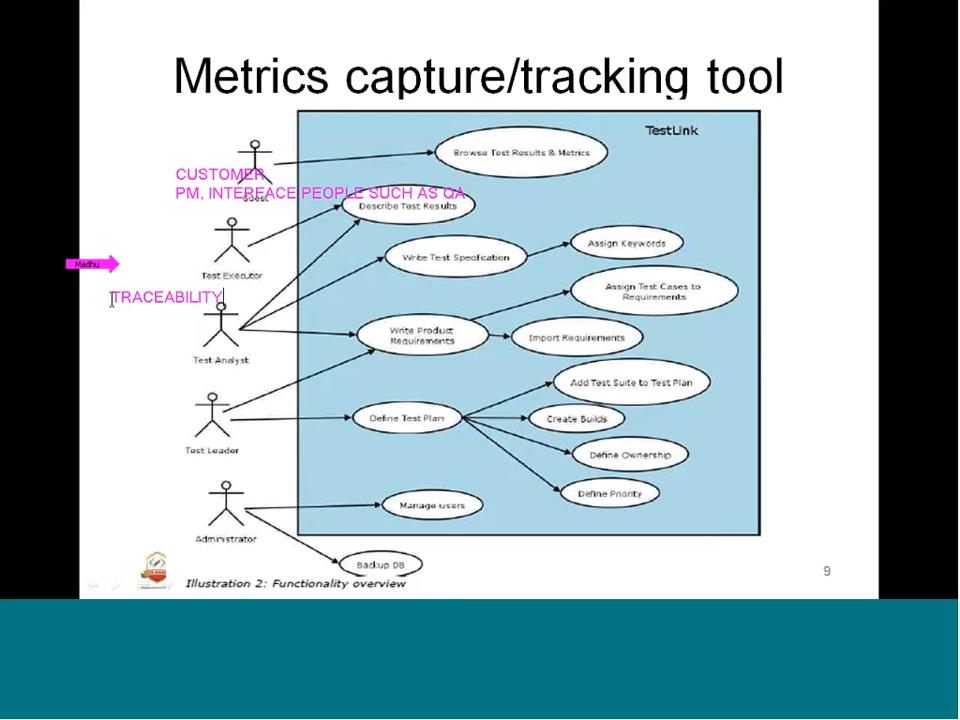 Metrics capture/tracking tool
TestLink
Browse Test Results & Metrics
CUSTOMER
PM, INTERFACE PEOPLE SUCH AS QA
Guest
Describe Test Results
Assign Keywords
Write Test Specification
Madhu
Test Executor
Assign Test Cases to
Requirements
TRACEABILITY
Write Product
Requirements
Import Requirements
Test Analyst
Add Test Suite to Test Plan
Define Test Plan
Create Builds
Test Leader
Define Ownership
Define Priority
Manage users
Administrator
Backup DB
Illustration 2: Functionality overview
9